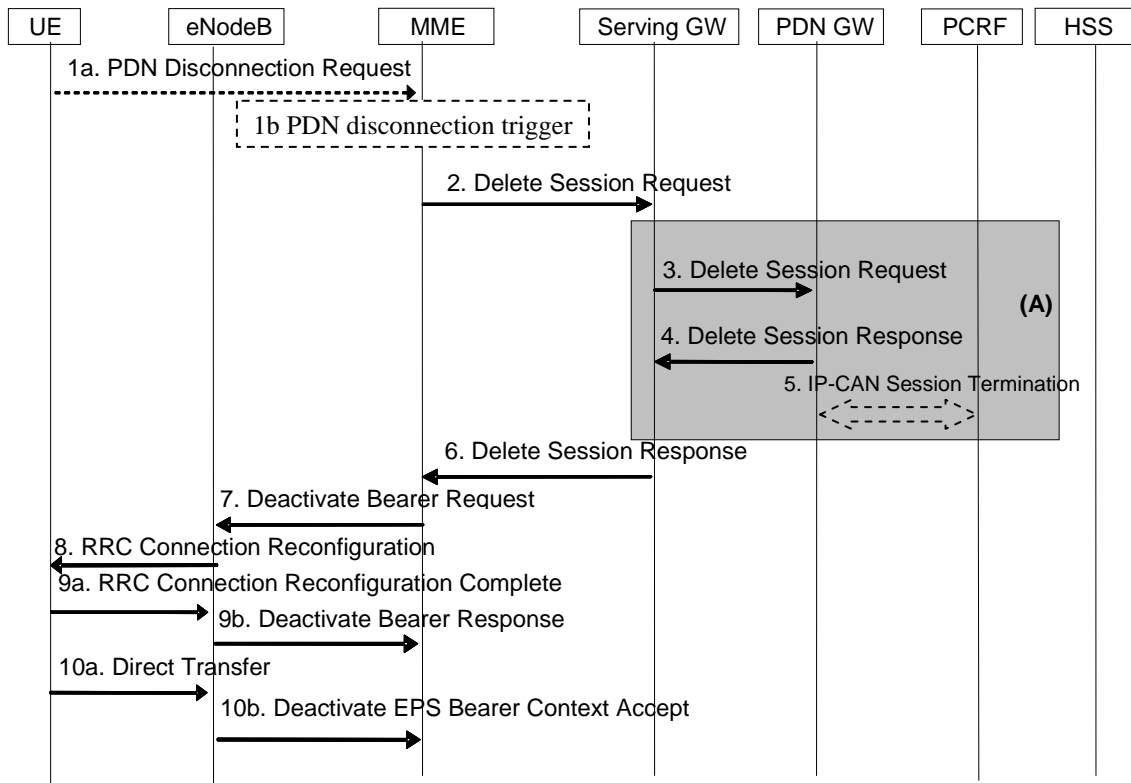 UE eNodeB MME Serving GW PDN GW PCRF HSS
1a. PDN Disconnection Request
1b PDN disconnection trigger
2. Delete Session Request
3. Delete Session Request
(A)
4. Delete Session Response
5. IP-CAN Session Termination
6. Delete Session Response
7. Deactivate Bearer Request
8. RRC Connection Reconfiguration
9a. RRC Connection Reconfiguration Complete
9b. Deactivate Bearer Response
10a. Direct Transfer
10b. Deactivate EPS Bearer Context Accept